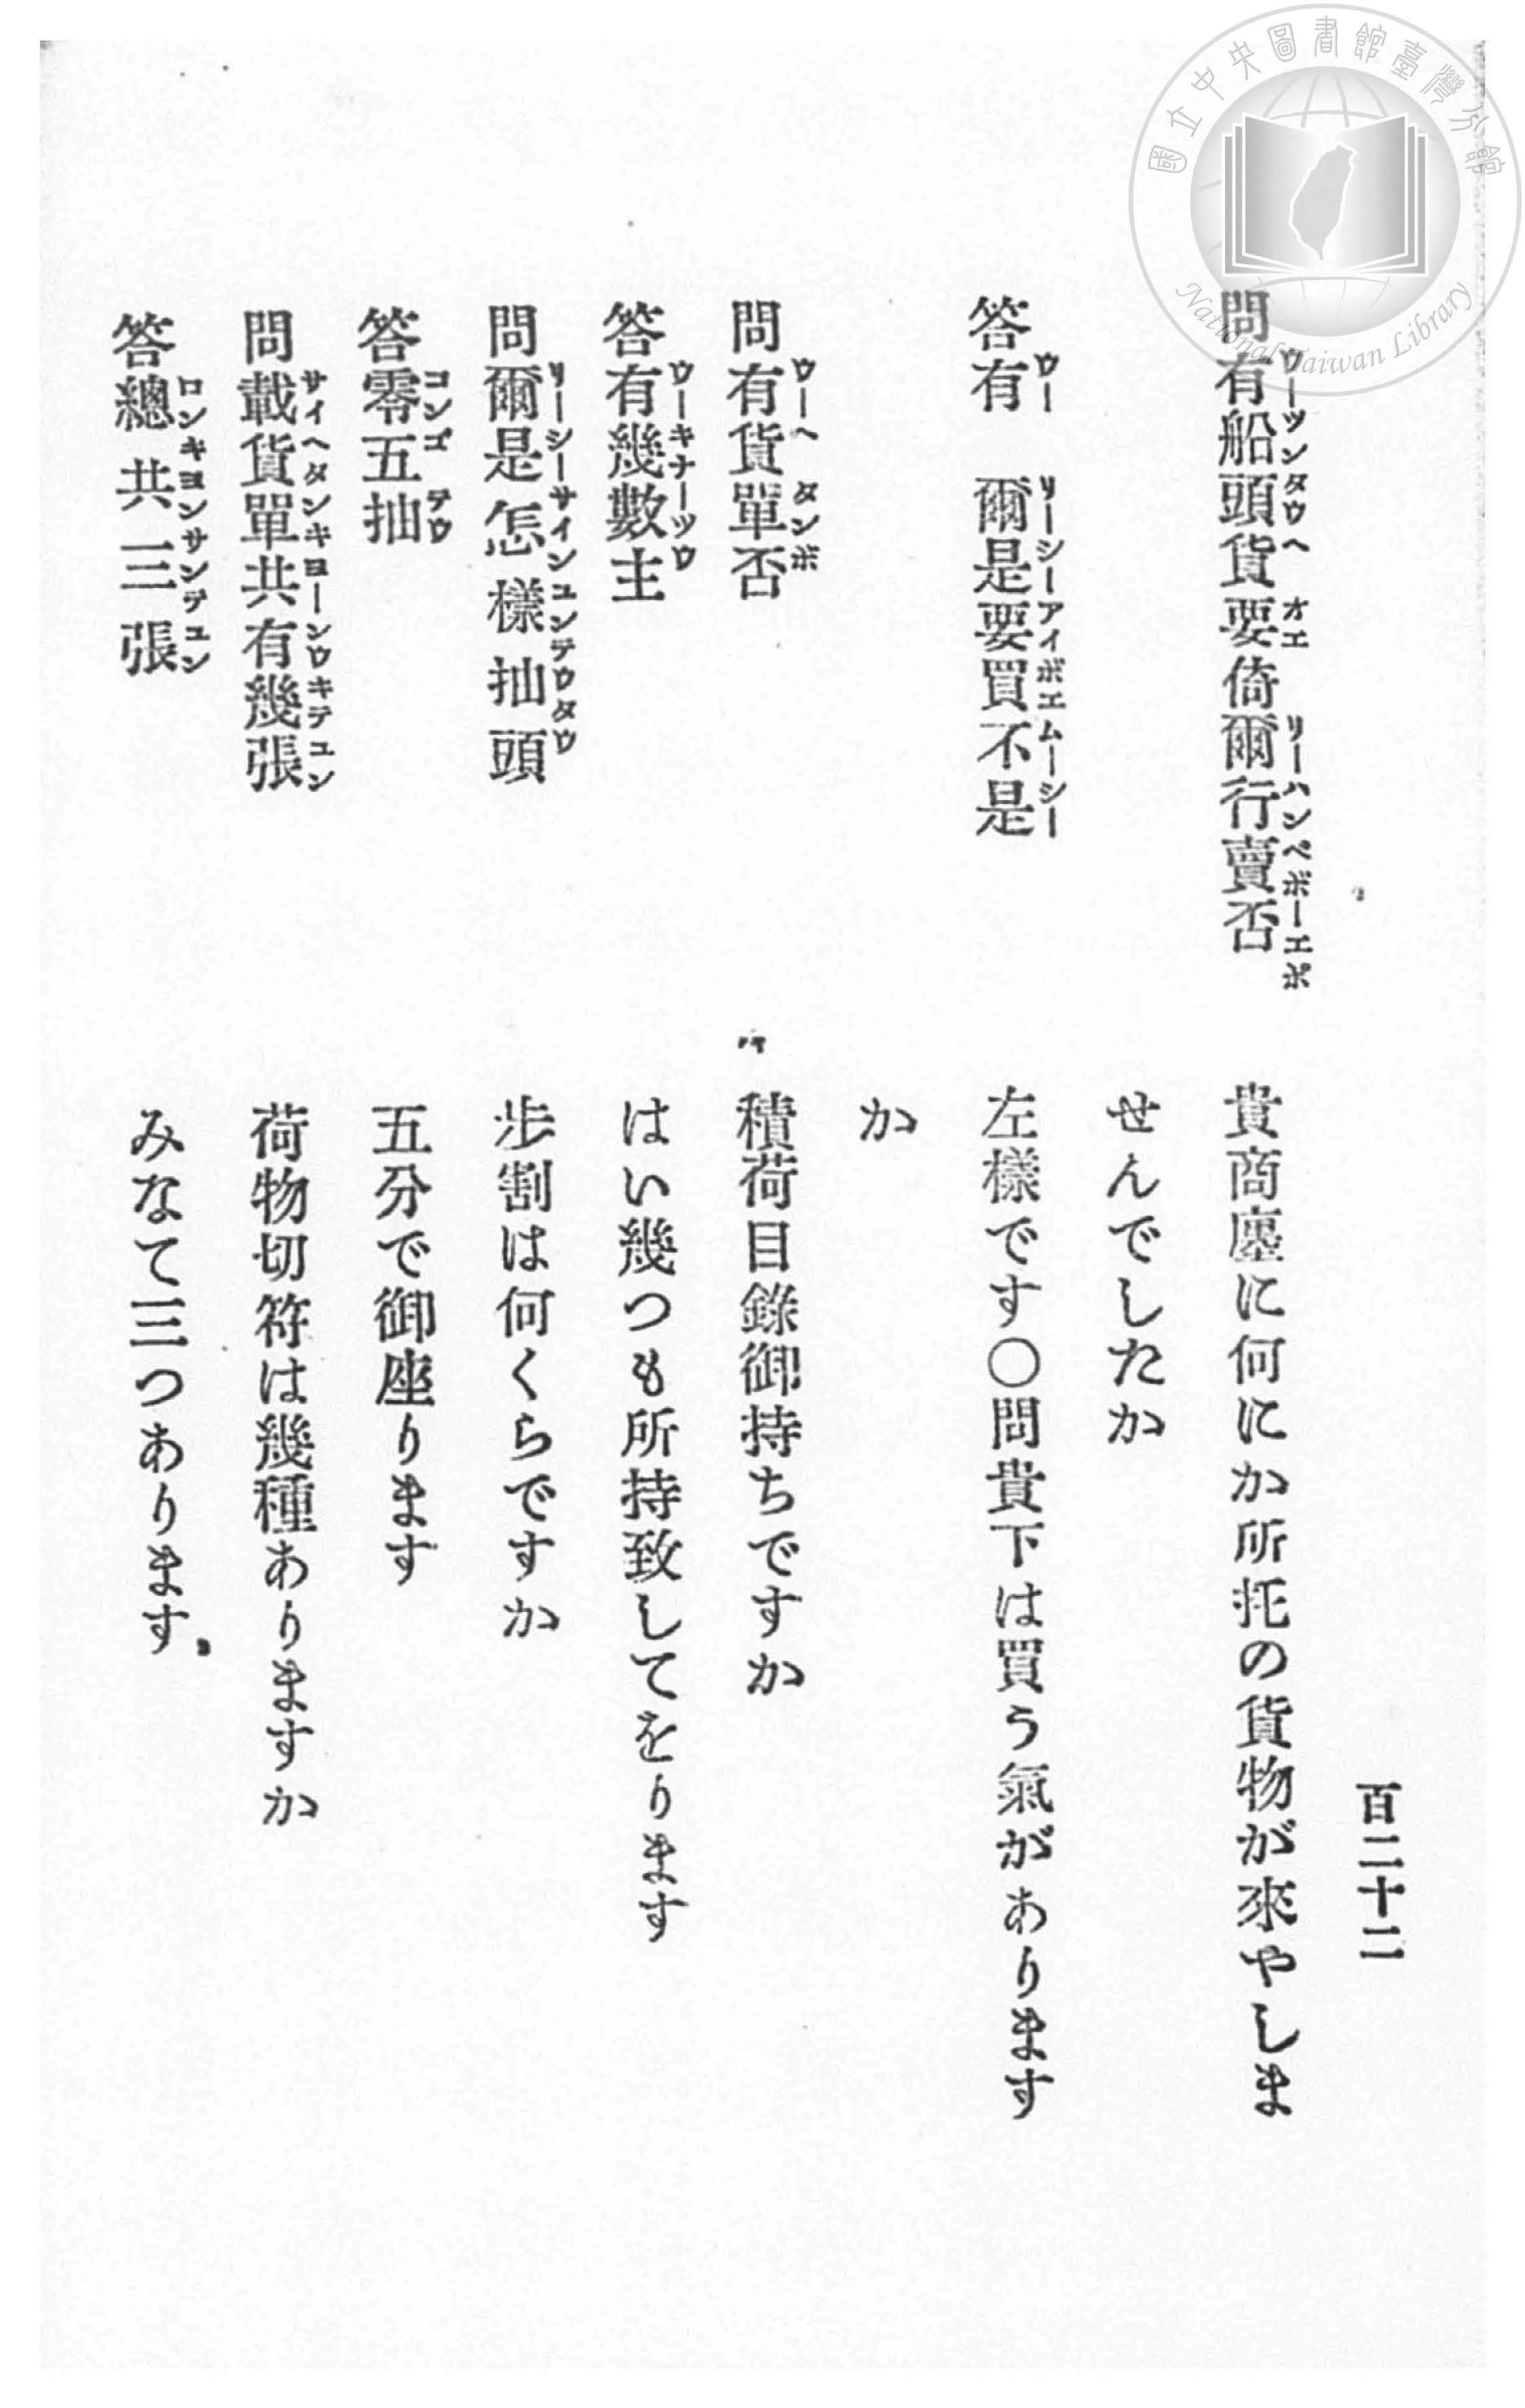 國立中央圖書館臺灣分館
National Taiwan Library
百二十二
問有船頭貨要倚爾行賣否
ウーツンタウヘ オエ リーハンペボーエポ
貴商塵に何にか所托の貨物が來やしま
せんでしたか
答有 爾是要買不是
ウー リーシーアイボエムーシー
左樣です〇問貴下は買う氣があります
か
問有貨單否
ウーヘ タンボ
積荷目錄御持ちですか
答有幾數主
ウーキナーツウ
はい幾つも所持致してをります
問爾是怎樣抽頭
リーシーサインユンテウタウ
步割は何くらですか
答零五抽
コンゴ テウ
五分で御座ります
問載貨單共有幾張
サイヘタンキヨーンウキテユン
荷物切符は幾種ありますか
答總共三張
ロンキヨンサンテユン
みなて三つあります